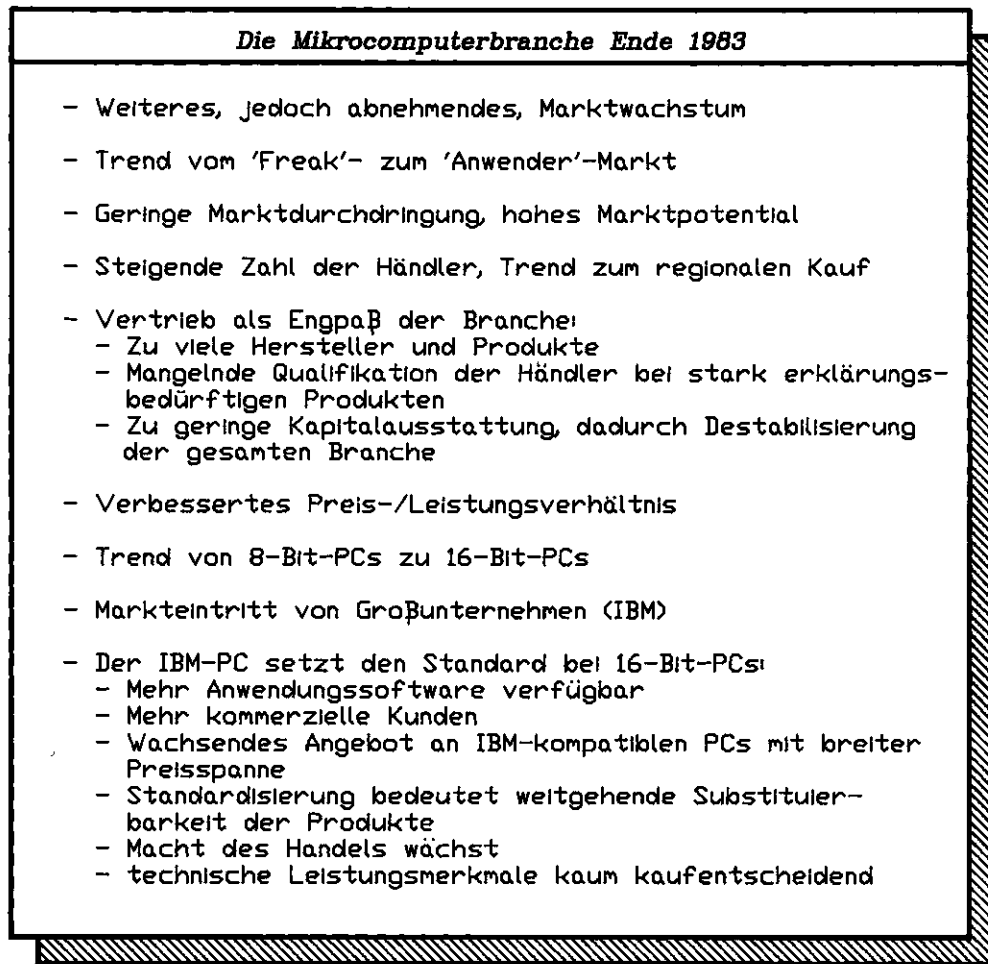 Die Mikrocomputerbranche Ende 1983
- Weiteres, jedoch abnehmendes, Marktwachstum
- Trend vom 'Freak'- zum 'Anwender'-Markt
- Geringe Marktdurchdringung, hohes Marktpotential
- Steigende Zahl der Händler, Trend zum regionalen Kauf
- Vertrieb als Engpaß der Branche:
- Zu viele Hersteller und Produkte
- Mangelnde Qualifikation der Händler bei stark erklärungs-
bedürftigen Produkten
- Zu geringe Kapitalausstattung, dadurch Destabilisierung
der gesamten Branche
- Verbessertes Preis-/Leistungsverhältnis
- Trend von 8-Bit-PCs zu 16-Bit-PCs
- Markteintritt von Großunternehmen (IBM)
- Der IBM-PC setzt den Standard bei 16-Bit-PCs:
- Mehr Anwendungssoftware verfügbar
- Mehr kommerzielle Kunden
- Wachsendes Angebot an IBM-kompatiblen PCs mit breiter
Preisspanne
- Standardisierung bedeutet weitgehende Substituier-
barkeit der Produkte
- Macht des Handels wächst
- technische Leistungsmerkmale kaum kaufentscheidend